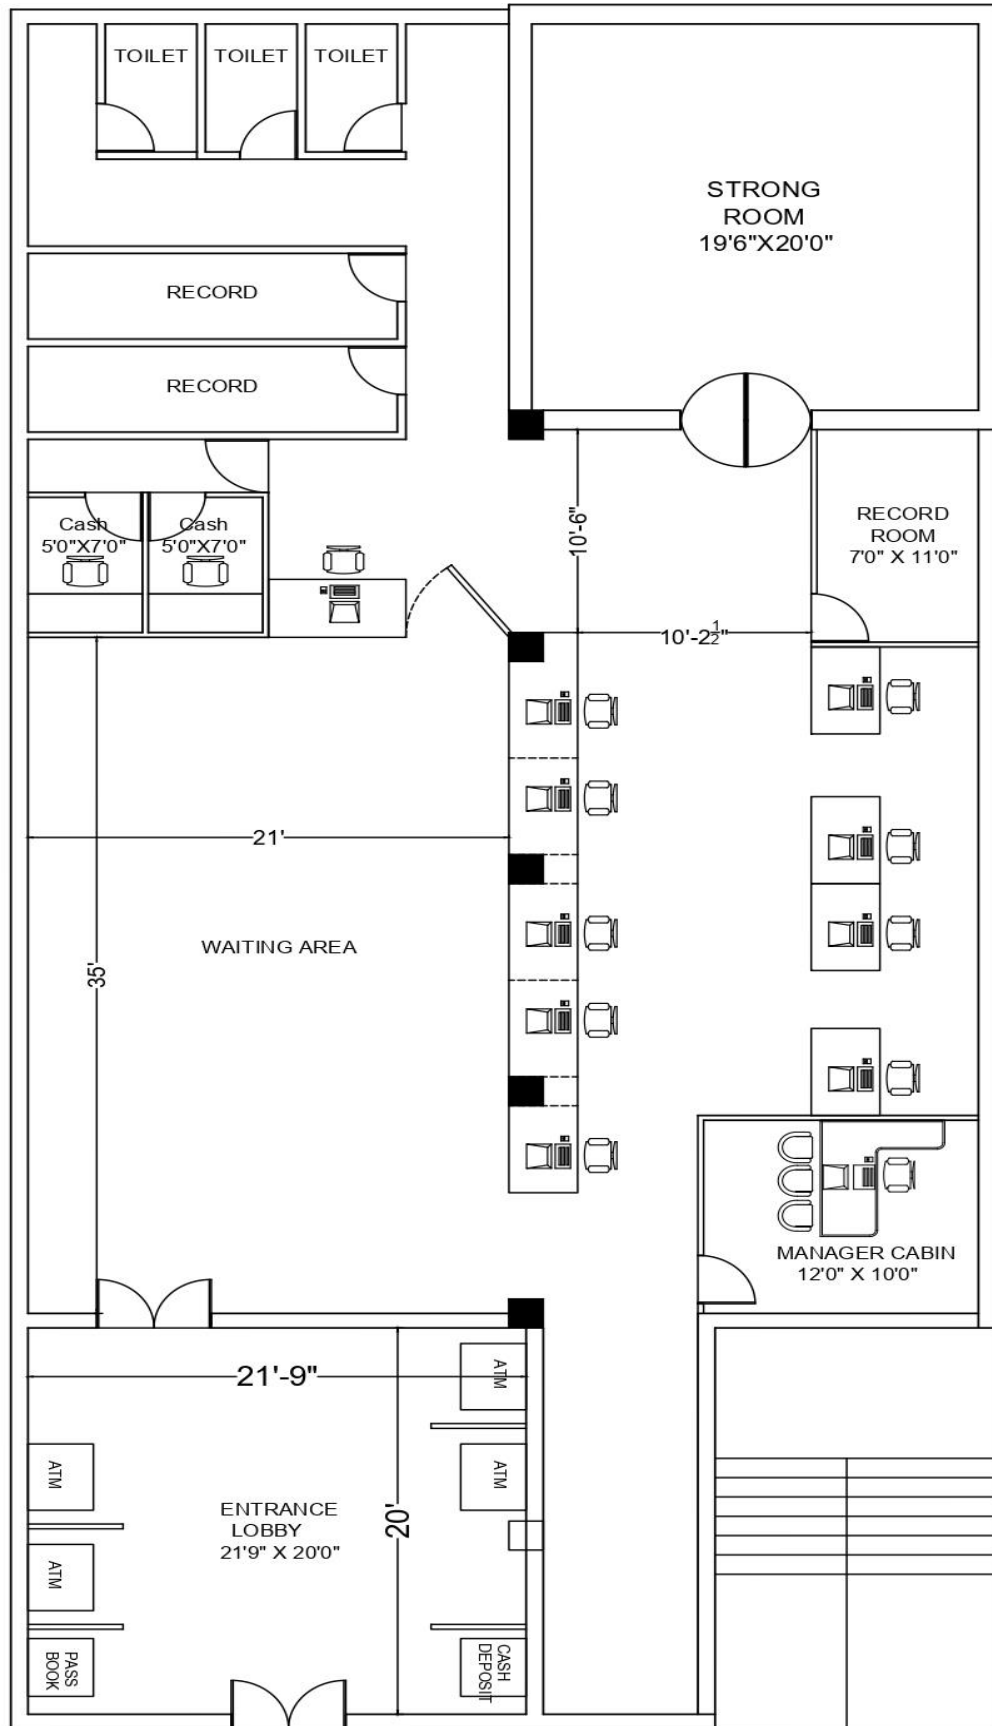 TOILET
TOILET
TOILET
STRONG
ROOM
19'6"X20'0"
RECORD
RECORD
Cash
5'0"X7'0"
Cash
5'0"X7'0"
10'-6"
RECORD
ROOM
7'0" X 11'0"
10'-2½"
21'
35'
WAITING AREA
MANAGER CABIN
12'0" X 10'0"
21'-9"
ATM
ATM
ATM
20'
ENTRANCE
LOBBY
21'9" X 20'0"
ATM
PASS
BOOK
CASH
DEPOSIT